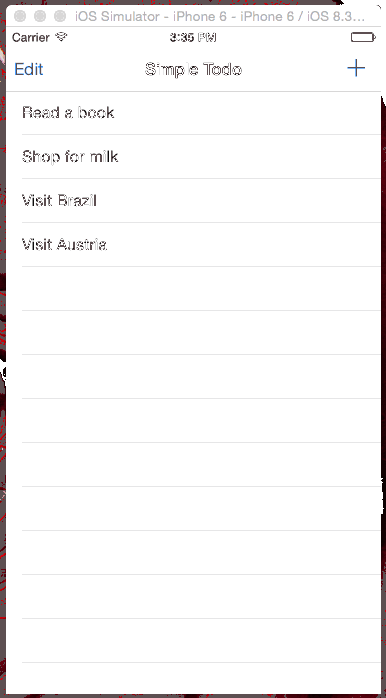 iOS Simulator - iPhone 6 - iPhone 6 / iOS 8.3...
Carrier 3:35 PM
Edit Simple Todo +
Read a book
Shop for milk
Visit Brazil
Visit Austria